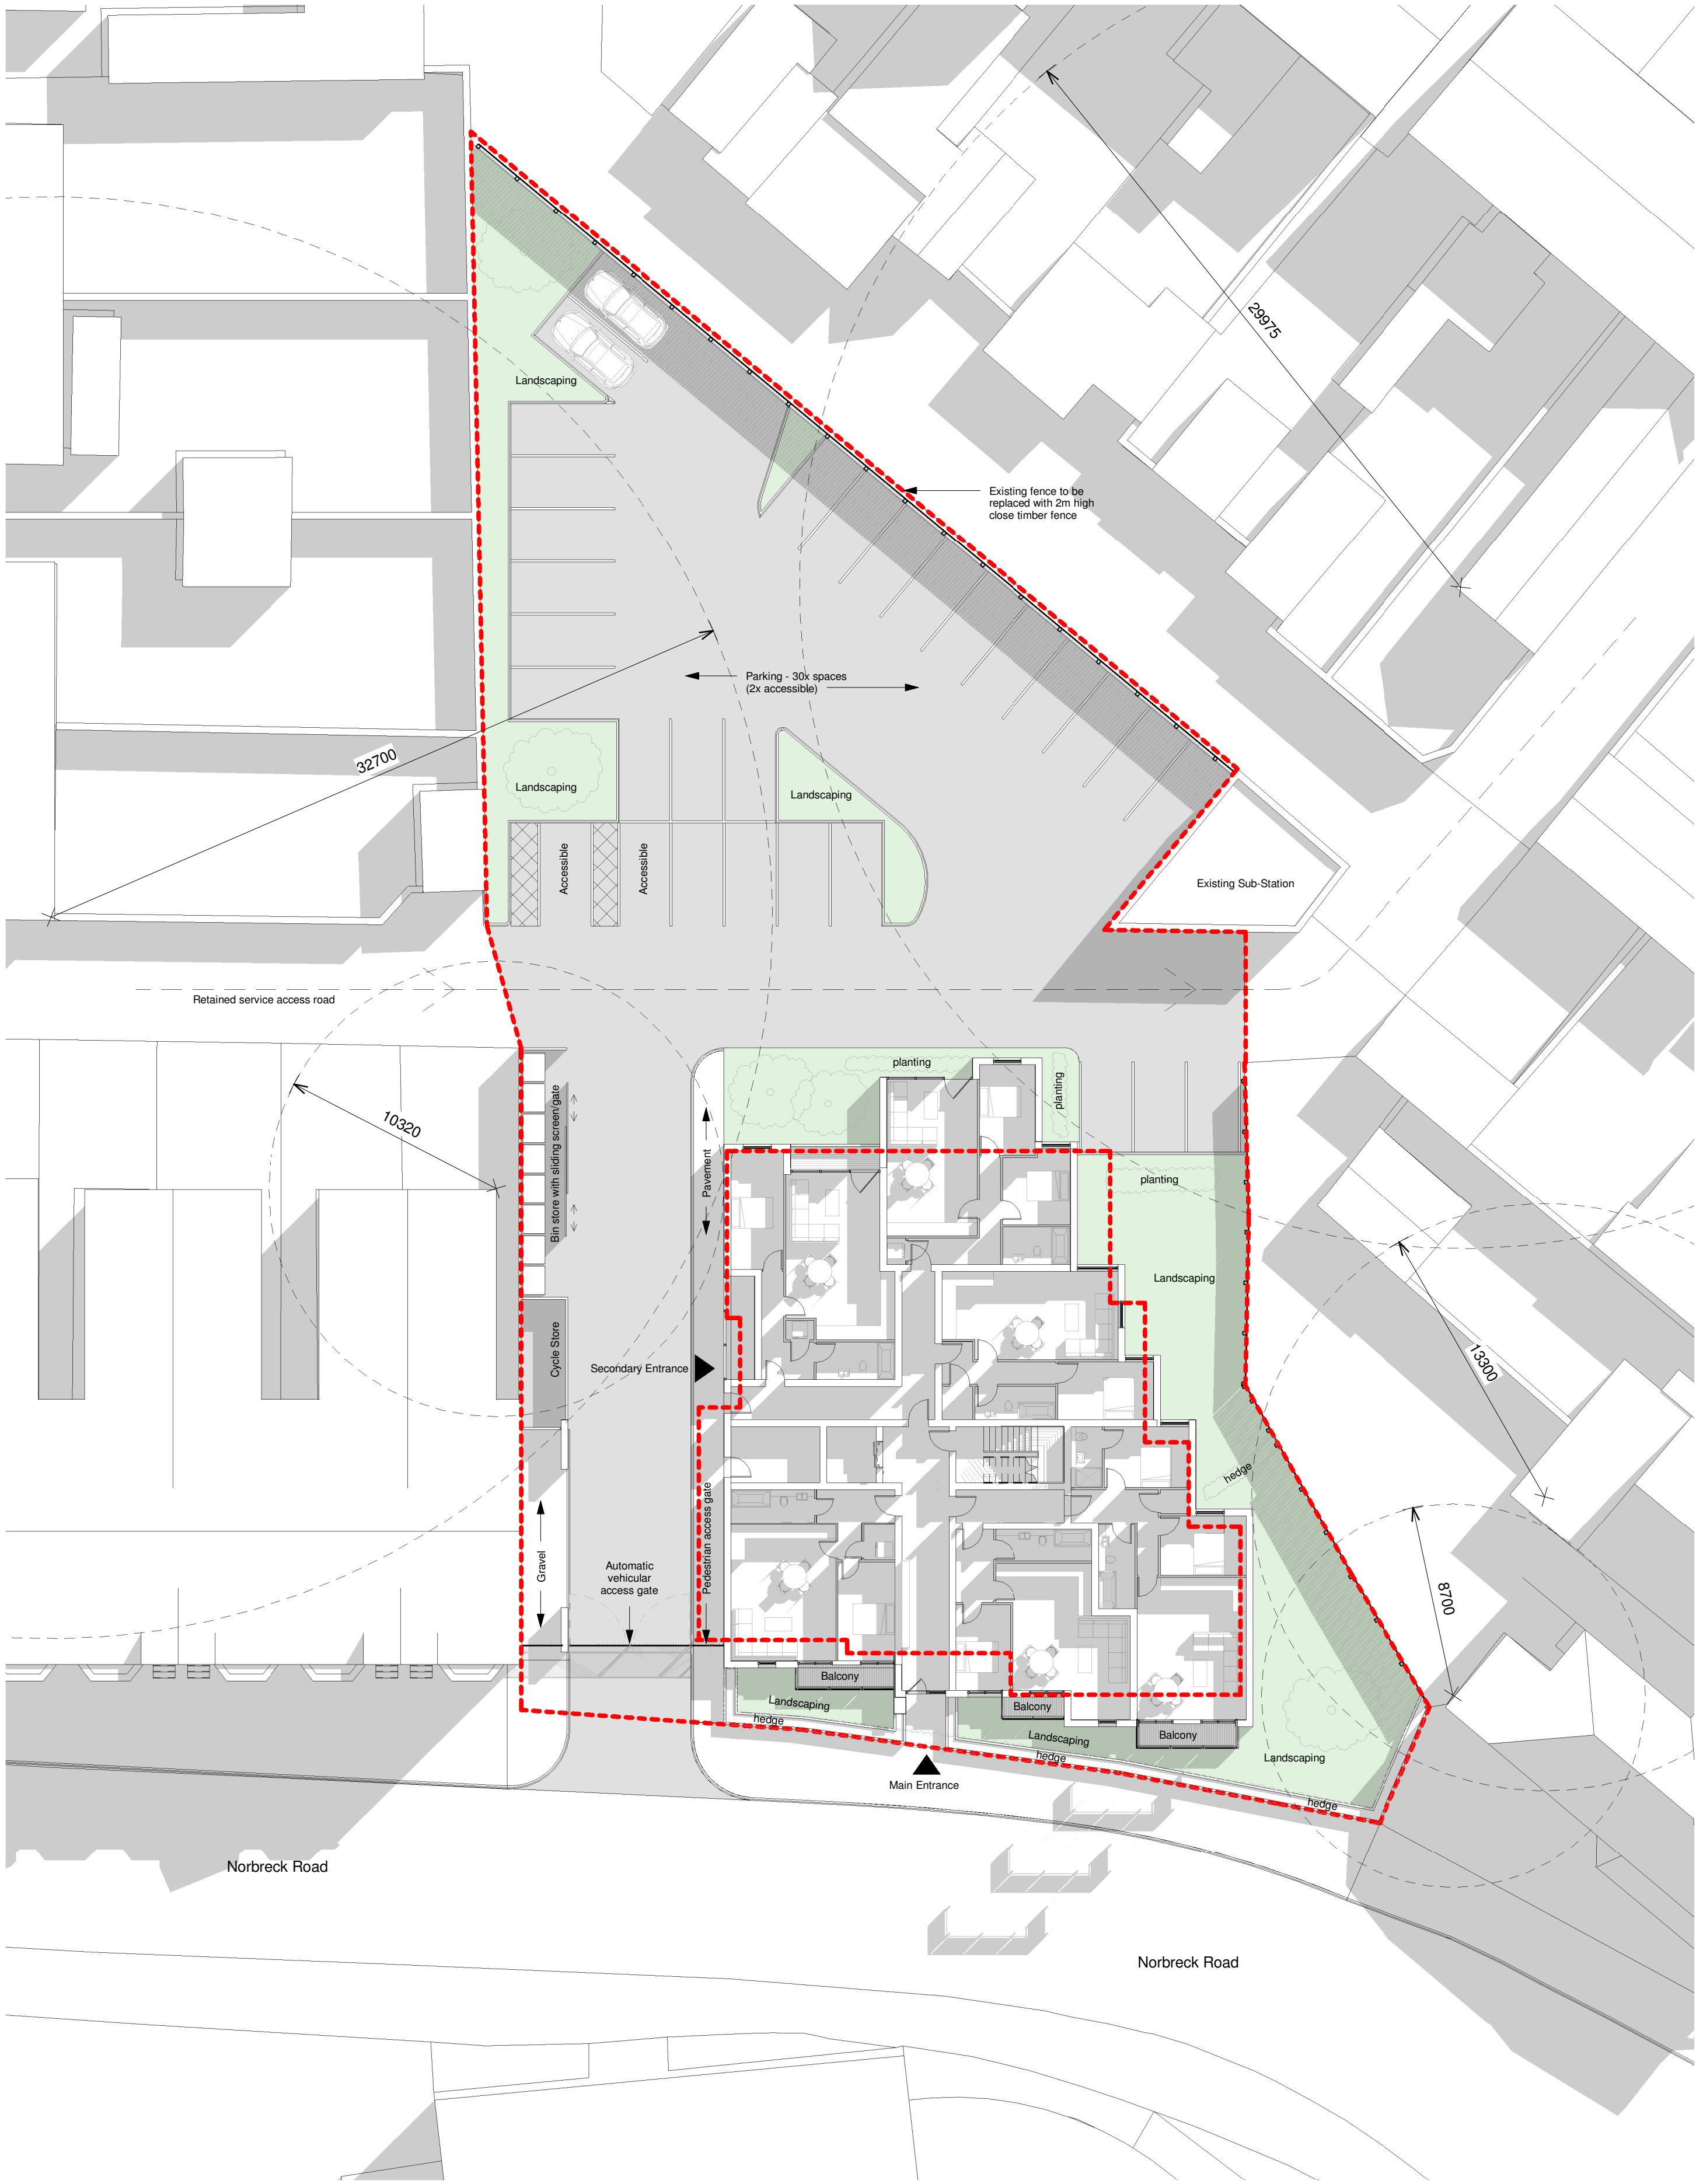 29975
Landscaping
Existing fence to be
replaced with 2m high
close timber fence
Parking - 30x spaces
(2x accessible)
32700
Landscaping
Landscaping
Accessible
Accessible
Existing Sub-Station
Retained service access road
planting
planting
10320
Bin store with sliding screen/gate
Pavement
planting
Landscaping
Cycle Store
Secondary Entrance
13300
hedge
Gravel
Automatic
vehicular
access gate
Pedestrian access gate
8700
Balcony
Landscaping
hedge
Balcony
Landscaping
hedge
Balcony
Landscaping
hedge
Main Entrance
Norbreck Road
Norbreck Road